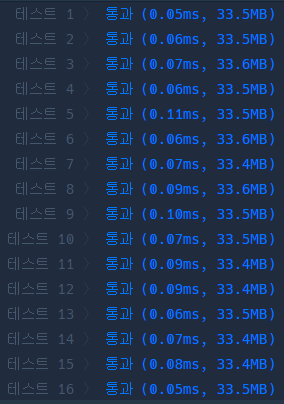 테스트 1 〉 통과 (0.05ms, 33.5MB)
테스트 2 〉 통과 (0.06ms, 33.5MB)
테스트 3 〉 통과 (0.07ms, 33.6MB)
테스트 4 〉 통과 (0.06ms, 33.5MB)
테스트 5 〉 통과 (0.11ms, 33.5MB)
테스트 6 〉 통과 (0.06ms, 33.6MB)
테스트 7 〉 통과 (0.07ms, 33.4MB)
테스트 8 〉 통과 (0.09ms, 33.6MB)
테스트 9 〉 통과 (0.10ms, 33.5MB)
테스트 10 〉 통과 (0.07ms, 33.5MB)
테스트 11 〉 통과 (0.09ms, 33.4MB)
테스트 12 〉 통과 (0.09ms, 33.4MB)
테스트 13 〉 통과 (0.06ms, 33.5MB)
테스트 14 〉 통과 (0.07ms, 33.4MB)
테스트 15 〉 통과 (0.08ms, 33.4MB)
테스트 16 〉 통과 (0.05ms, 33.5MB)